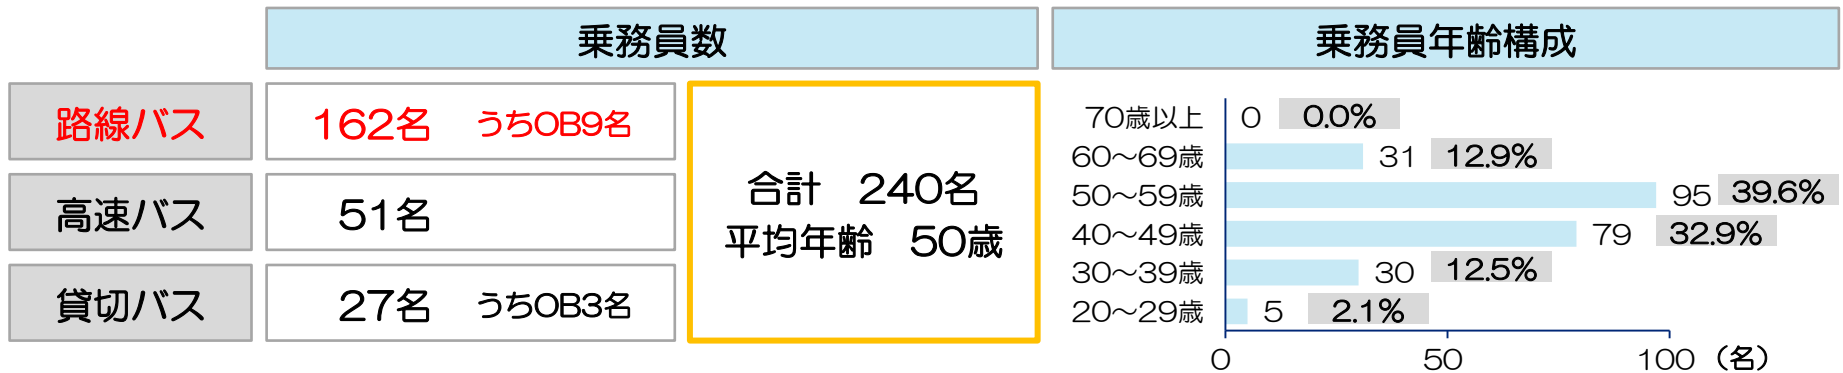 乗務員数
路線バス 162名 うちOB9名
高速バス 51名
貸切バス 27名 うちOB3名
合計 240名
平均年齢 50歳
乗務員年齢構成
70歳以上 0 0.0%
60～69歳 31 12.9%
50～59歳 95 39.6%
40～49歳 79 32.9%
30～39歳 30 12.5%
20～29歳 5 2.1%
0 50 100 （名）